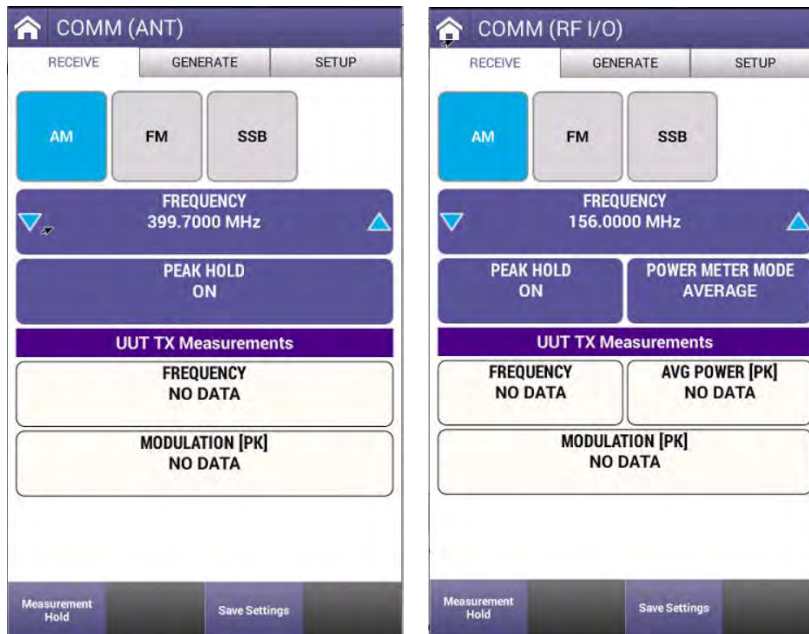 COMM (ANT)
RECEIVE GENERATE SETUP
AM FM SSB
FREQUENCY
399.7000 MHz
PEAK HOLD
ON
UUT TX Measurements
FREQUENCY
NO DATA
MODULATION [PK]
NO DATA
Measurement
Hold
Save Settings
COMM (RF I/O)
RECEIVE GENERATE SETUP
AM FM SSB
FREQUENCY
156.0000 MHz
PEAK HOLD
ON
POWER METER MODE
AVERAGE
UUT TX Measurements
FREQUENCY
NO DATA
AVG POWER [PK]
NO DATA
MODULATION [PK]
NO DATA
Measurement
Hold
Save Settings